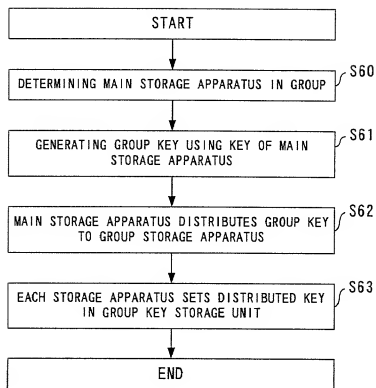 START
DETERMINING MAIN STORAGE APPARATUS IN GROUP
S60
GENERATING GROUP KEY USING KEY OF MAIN
STORAGE APPARATUS
S61
MAIN STORAGE APPARATUS DISTRIBUTES GROUP KEY
TO GROUP STORAGE APPARATUS
S62
EACH STORAGE APPARATUS SETS DISTRIBUTED KEY
IN GROUP KEY STORAGE UNIT
S63
END